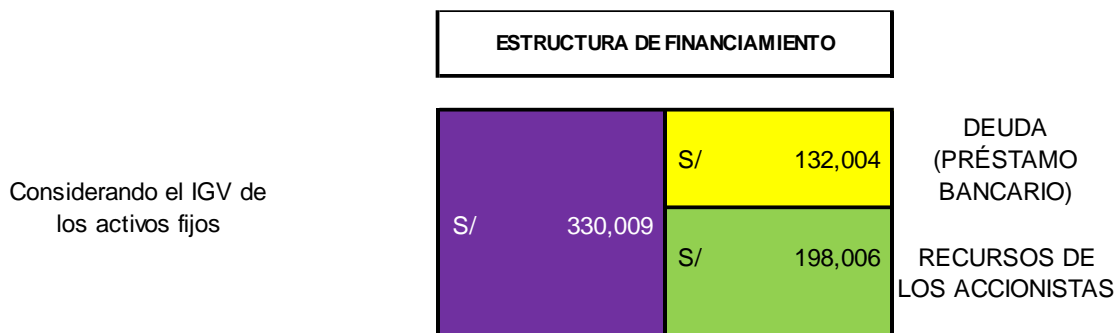 ESTRUCTURA DE FINANCIAMIENTO
Considerando el IGV de
los activos fijos
S/ 330,009
S/ 132,004
DEUDA
(PRÉSTAMO
BANCARIO)
S/ 198,006
RECURSOS DE
LOS ACCIONISTAS